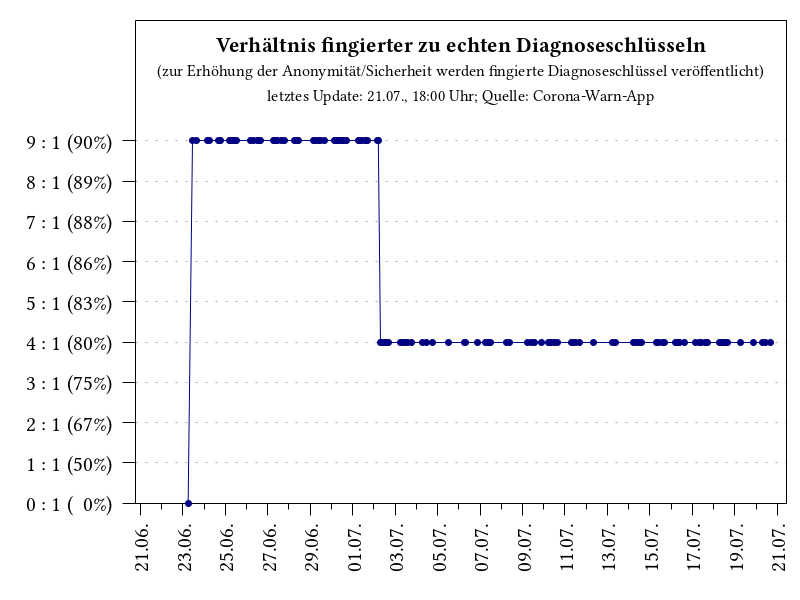 Verhältnis fingierter zu echten Diagnoseschlüsseln
(zur Erhöhung der Anonymität/Sicherheit werden fingierte Diagnoseschlüssel veröffentlicht)
letztes Update: 21.07., 18:00 Uhr; Quelle: Corona-Warn-App
9 : 1 (90%)
8 : 1 (89%)
7 : 1 (88%)
6 : 1 (86%)
5 : 1 (83%)
4 : 1 (80%)
3 : 1 (75%)
2 : 1 (67%)
1 : 1 (50%)
0 : 1 (  0%)
21.06.
23.06.
25.06.
27.06.
29.06.
01.07.
03.07.
05.07.
07.07.
09.07.
11.07.
13.07.
15.07.
17.07.
19.07.
21.07.